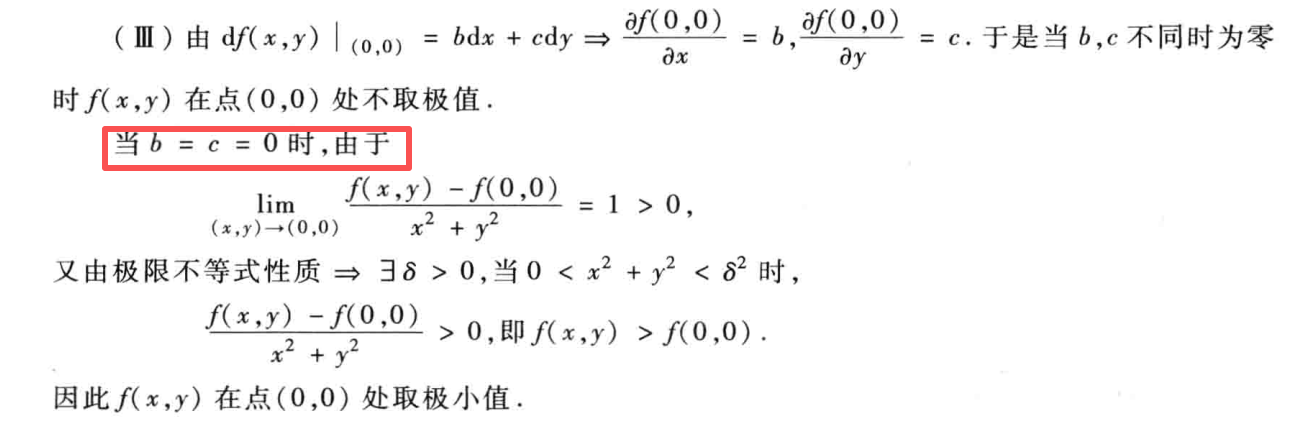 (Ⅲ)由 df(x,y)|(0,0) = bdx + cdy ⇒ ∂f(0,0)/∂x = b, ∂f(0,0)/∂y = c. 于是当 b,c 不同时为零
时 f(x,y) 在点(0,0) 处不取极值.
当 b = c = 0 时,由于
lim (x,y)→(0,0) f(x,y) - f(0,0) / x² + y² = 1 > 0,
又由极限不等式性质 ⇒ ∃δ > 0,当 0 < x² + y² < δ² 时,
f(x,y) - f(0,0) / x² + y² > 0,即 f(x,y) > f(0,0).
因此 f(x,y) 在点(0,0) 处取极小值.